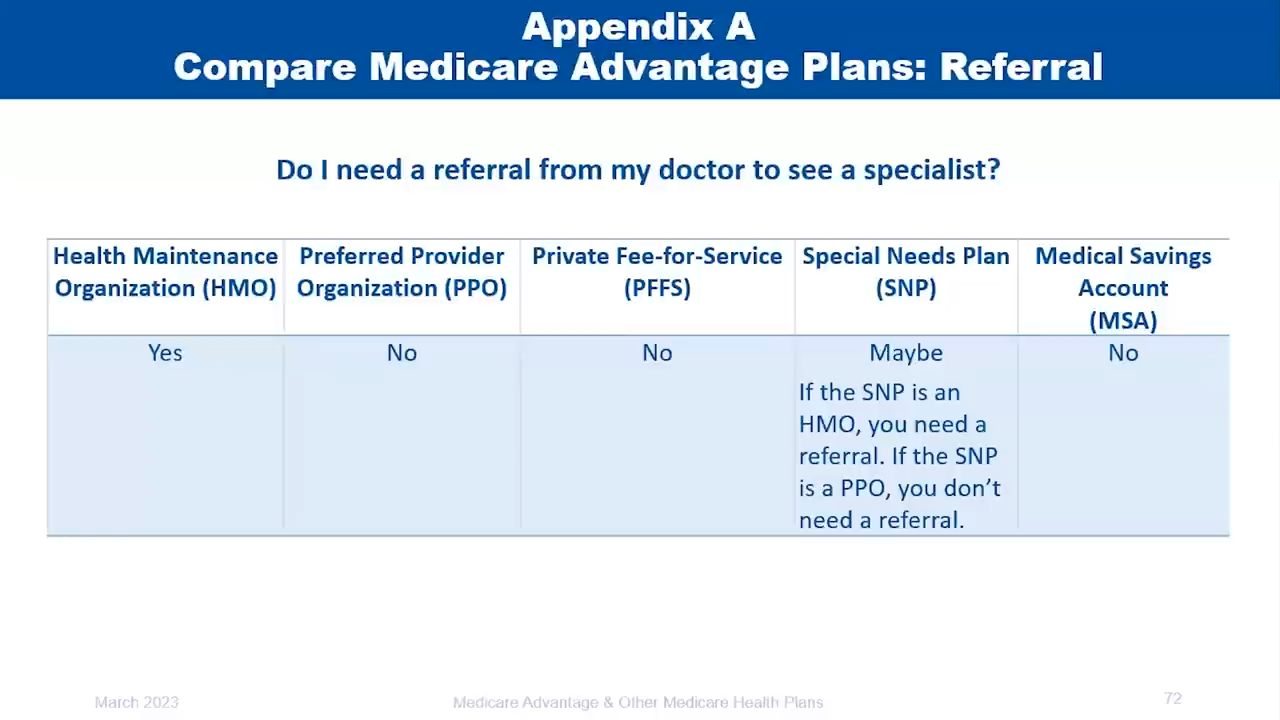 Appendix A
Compare Medicare Advantage Plans: Referral
Do I need a referral from my doctor to see a specialist?
Health Maintenance
Organization (HMO)
Preferred Provider
Organization (PPO)
Private Fee-for-Service
(PFFS)
Special Needs Plan
(SNP)
Medical Savings
Account
(MSA)
Yes
No
No
Maybe
If the SNP is an
HMO, you need a
referral. If the SNP
is a PPO, you don’t
need a referral.
No
March 2023
Medicare Advantage & Other Medicare Health Plans
72